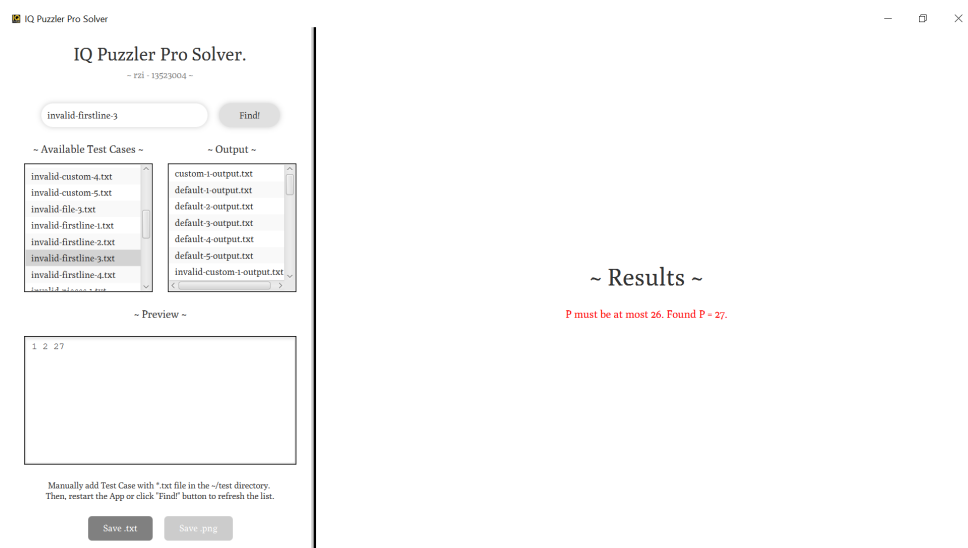 IQ Puzzler Pro Solver
IQ Puzzler Pro Solver.
~ rzi - 13523004 ~
invalid-firstline-3
Find!
~ Available Test Cases ~
invalid-custom-4.txt
invalid-custom-5.txt
invalid-file-3.txt
invalid-firstline-1.txt
invalid-firstline-2.txt
invalid-firstline-3.txt
invalid-firstline-4.txt
invalid-pieces-1.txt
~ Output ~
custom-1-output.txt
default-1-output.txt
default-2-output.txt
default-3-output.txt
default-4-output.txt
default-5-output.txt
invalid-custom-1-output.txt
~ Preview ~
1 2 27
Manually add Test Case with *.txt file in the ~/test directory.
Then, restart the App or click "Find!" button to refresh the list.
Save .txt
Save .png
~ Results ~
P must be at most 26. Found P = 27.